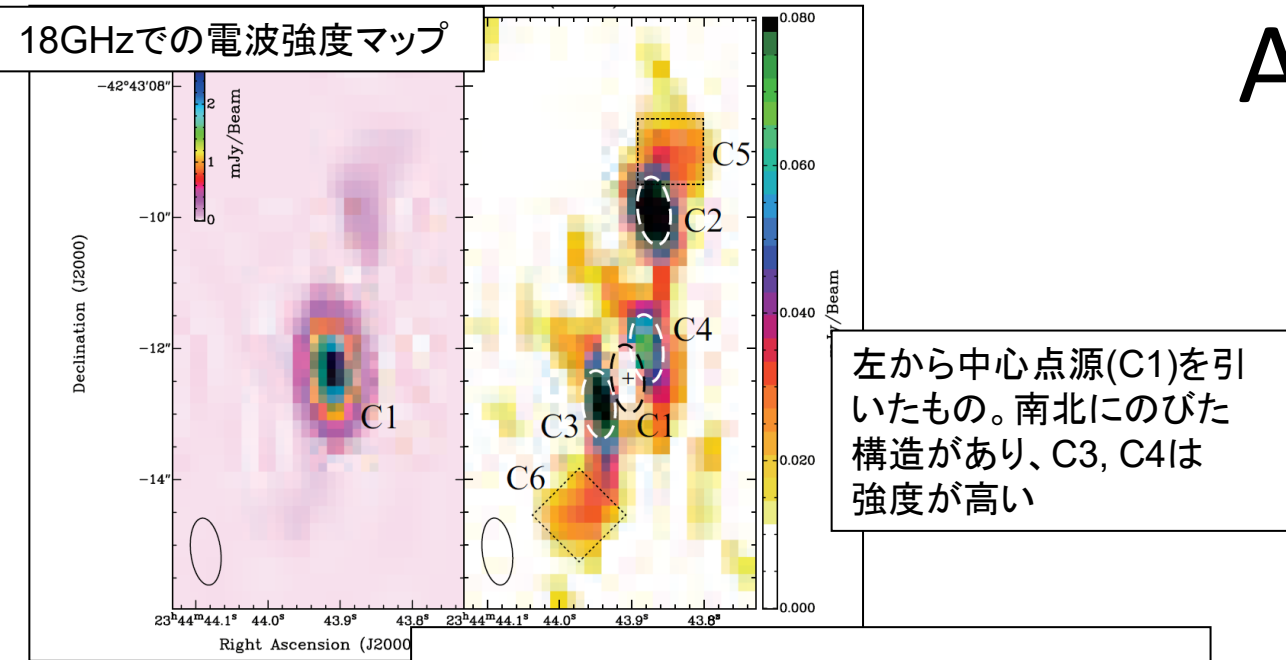 18GHzでの電波強度マップ
A
-42°43'08"
-10"
-12"
-14"
Declination (J2000)
2
1
0
mJy/Beam
C1
23ʰ44ᵐ44.1ˢ 44.0ˢ 43.9ˢ 43.8ˢ
Right Ascension (J2000
C5
C2
C4
C3
C1
C6
23ʰ44ᵐ44.1ˢ 44.0ˢ 43.9ˢ 43.8ˢ
0.080
0.060
0.040
0.020
0.000
/Beam
左から中心点源(C1)を引
いたもの。南北にのびた
構造があり、C3, C4は
強度が高い